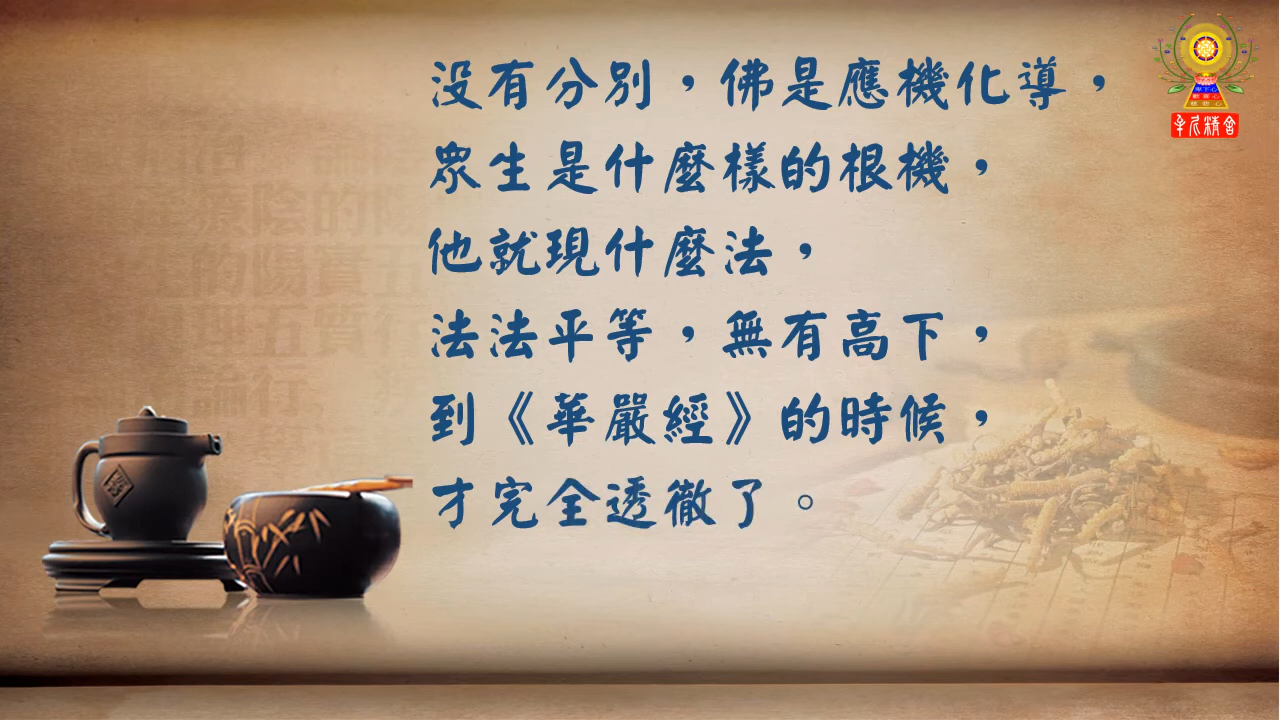 没有分別，佛是應機化導，
眾生是什麼樣的根機，
他就現什麼法，
法法平等，無有高下，
到《華嚴經》的時候，
才完全透徹了。